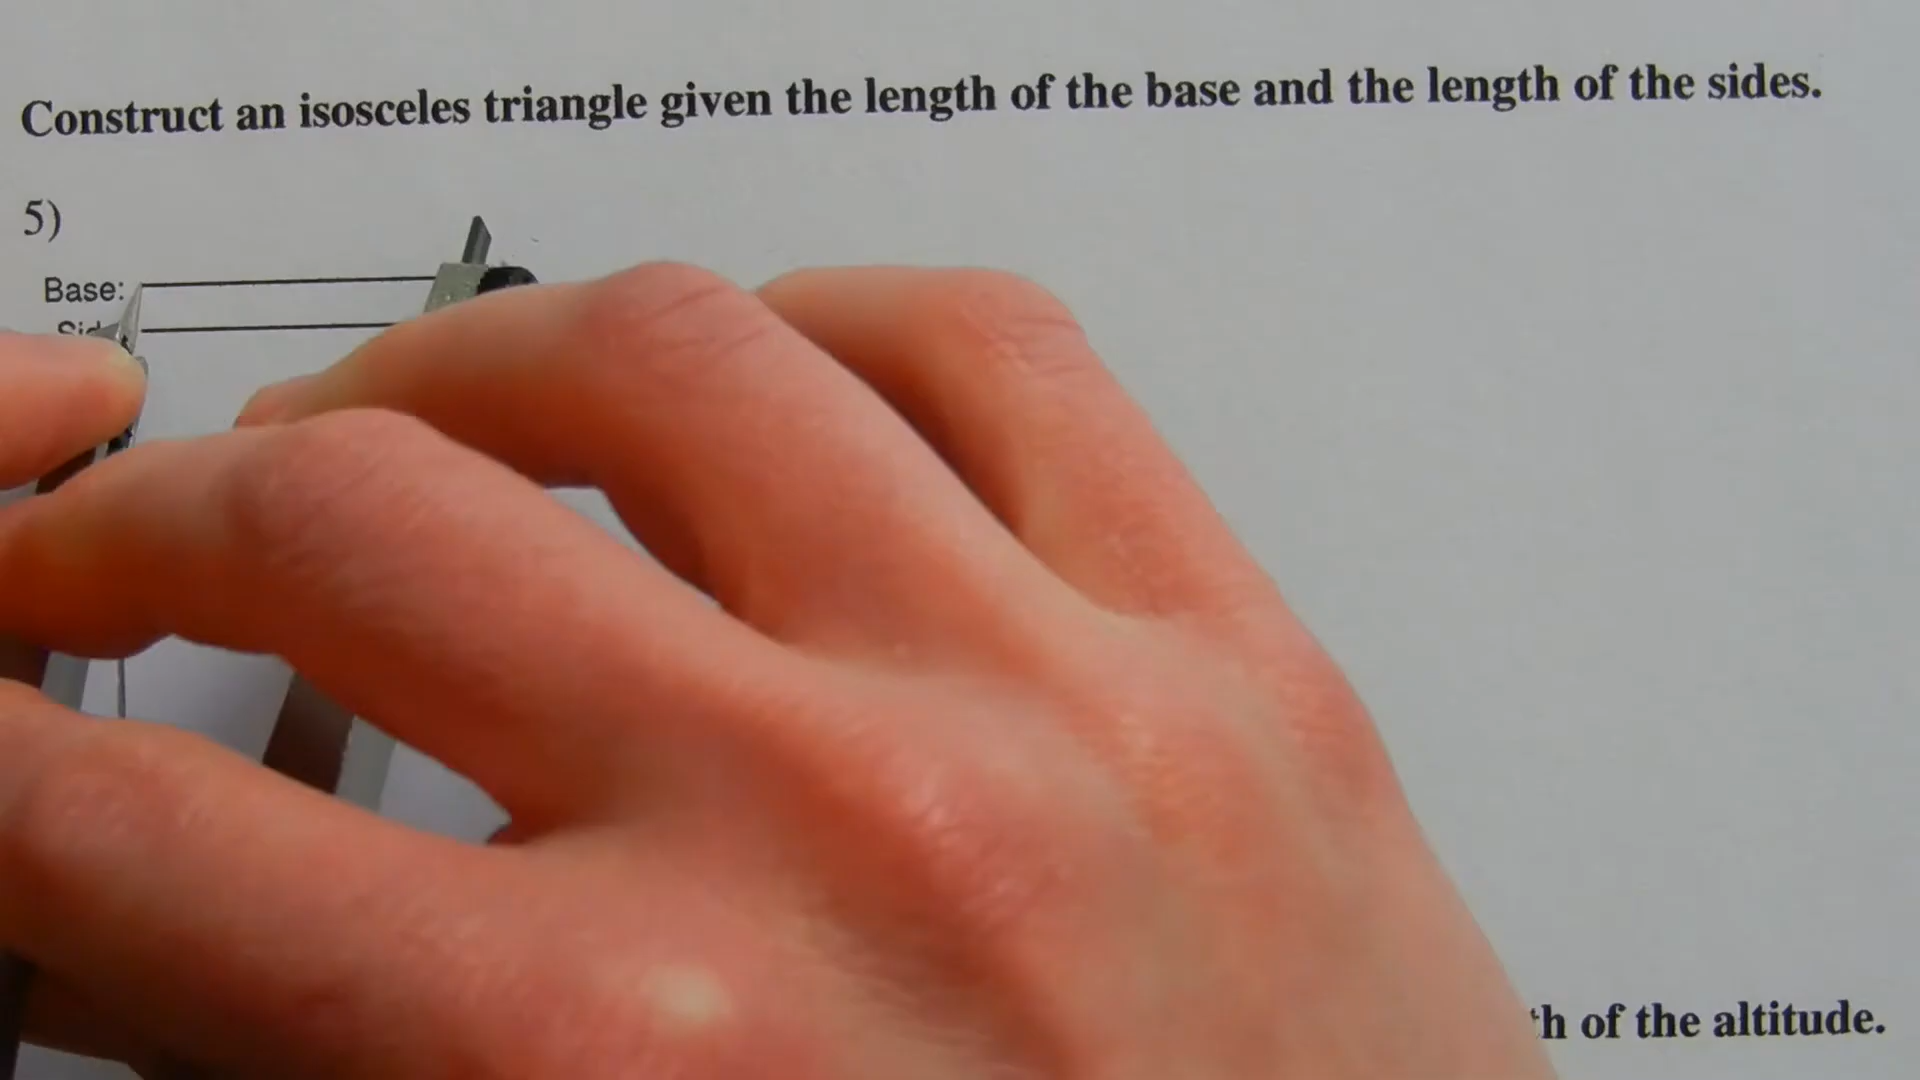 Construct an isosceles triangle given the length of the base and the length of the sides.
5)
Base:
of the altitude.